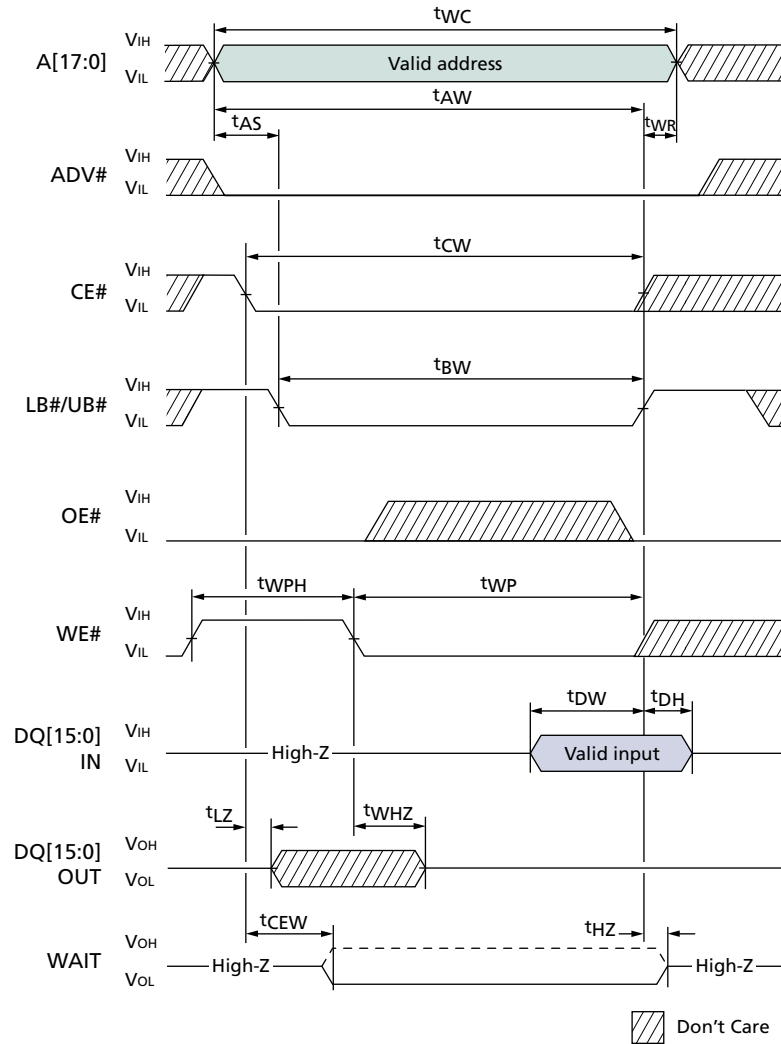 tWC
A[17:0] VIH VIL Valid address
tAW
tAS tWR
ADV# VIH VIL
tCW
CE# VIH VIL
tBW
LB#/UB# VIH VIL
OE# VIH VIL
tWPH tWP
WE# VIH VIL
tDW tDH
DQ[15:0] IN VIH VIL High-Z Valid input
tLZ tWHZ
DQ[15:0] OUT VOH VOL
tCEW tHZ
WAIT VOH VOL High-Z High-Z
Don't Care